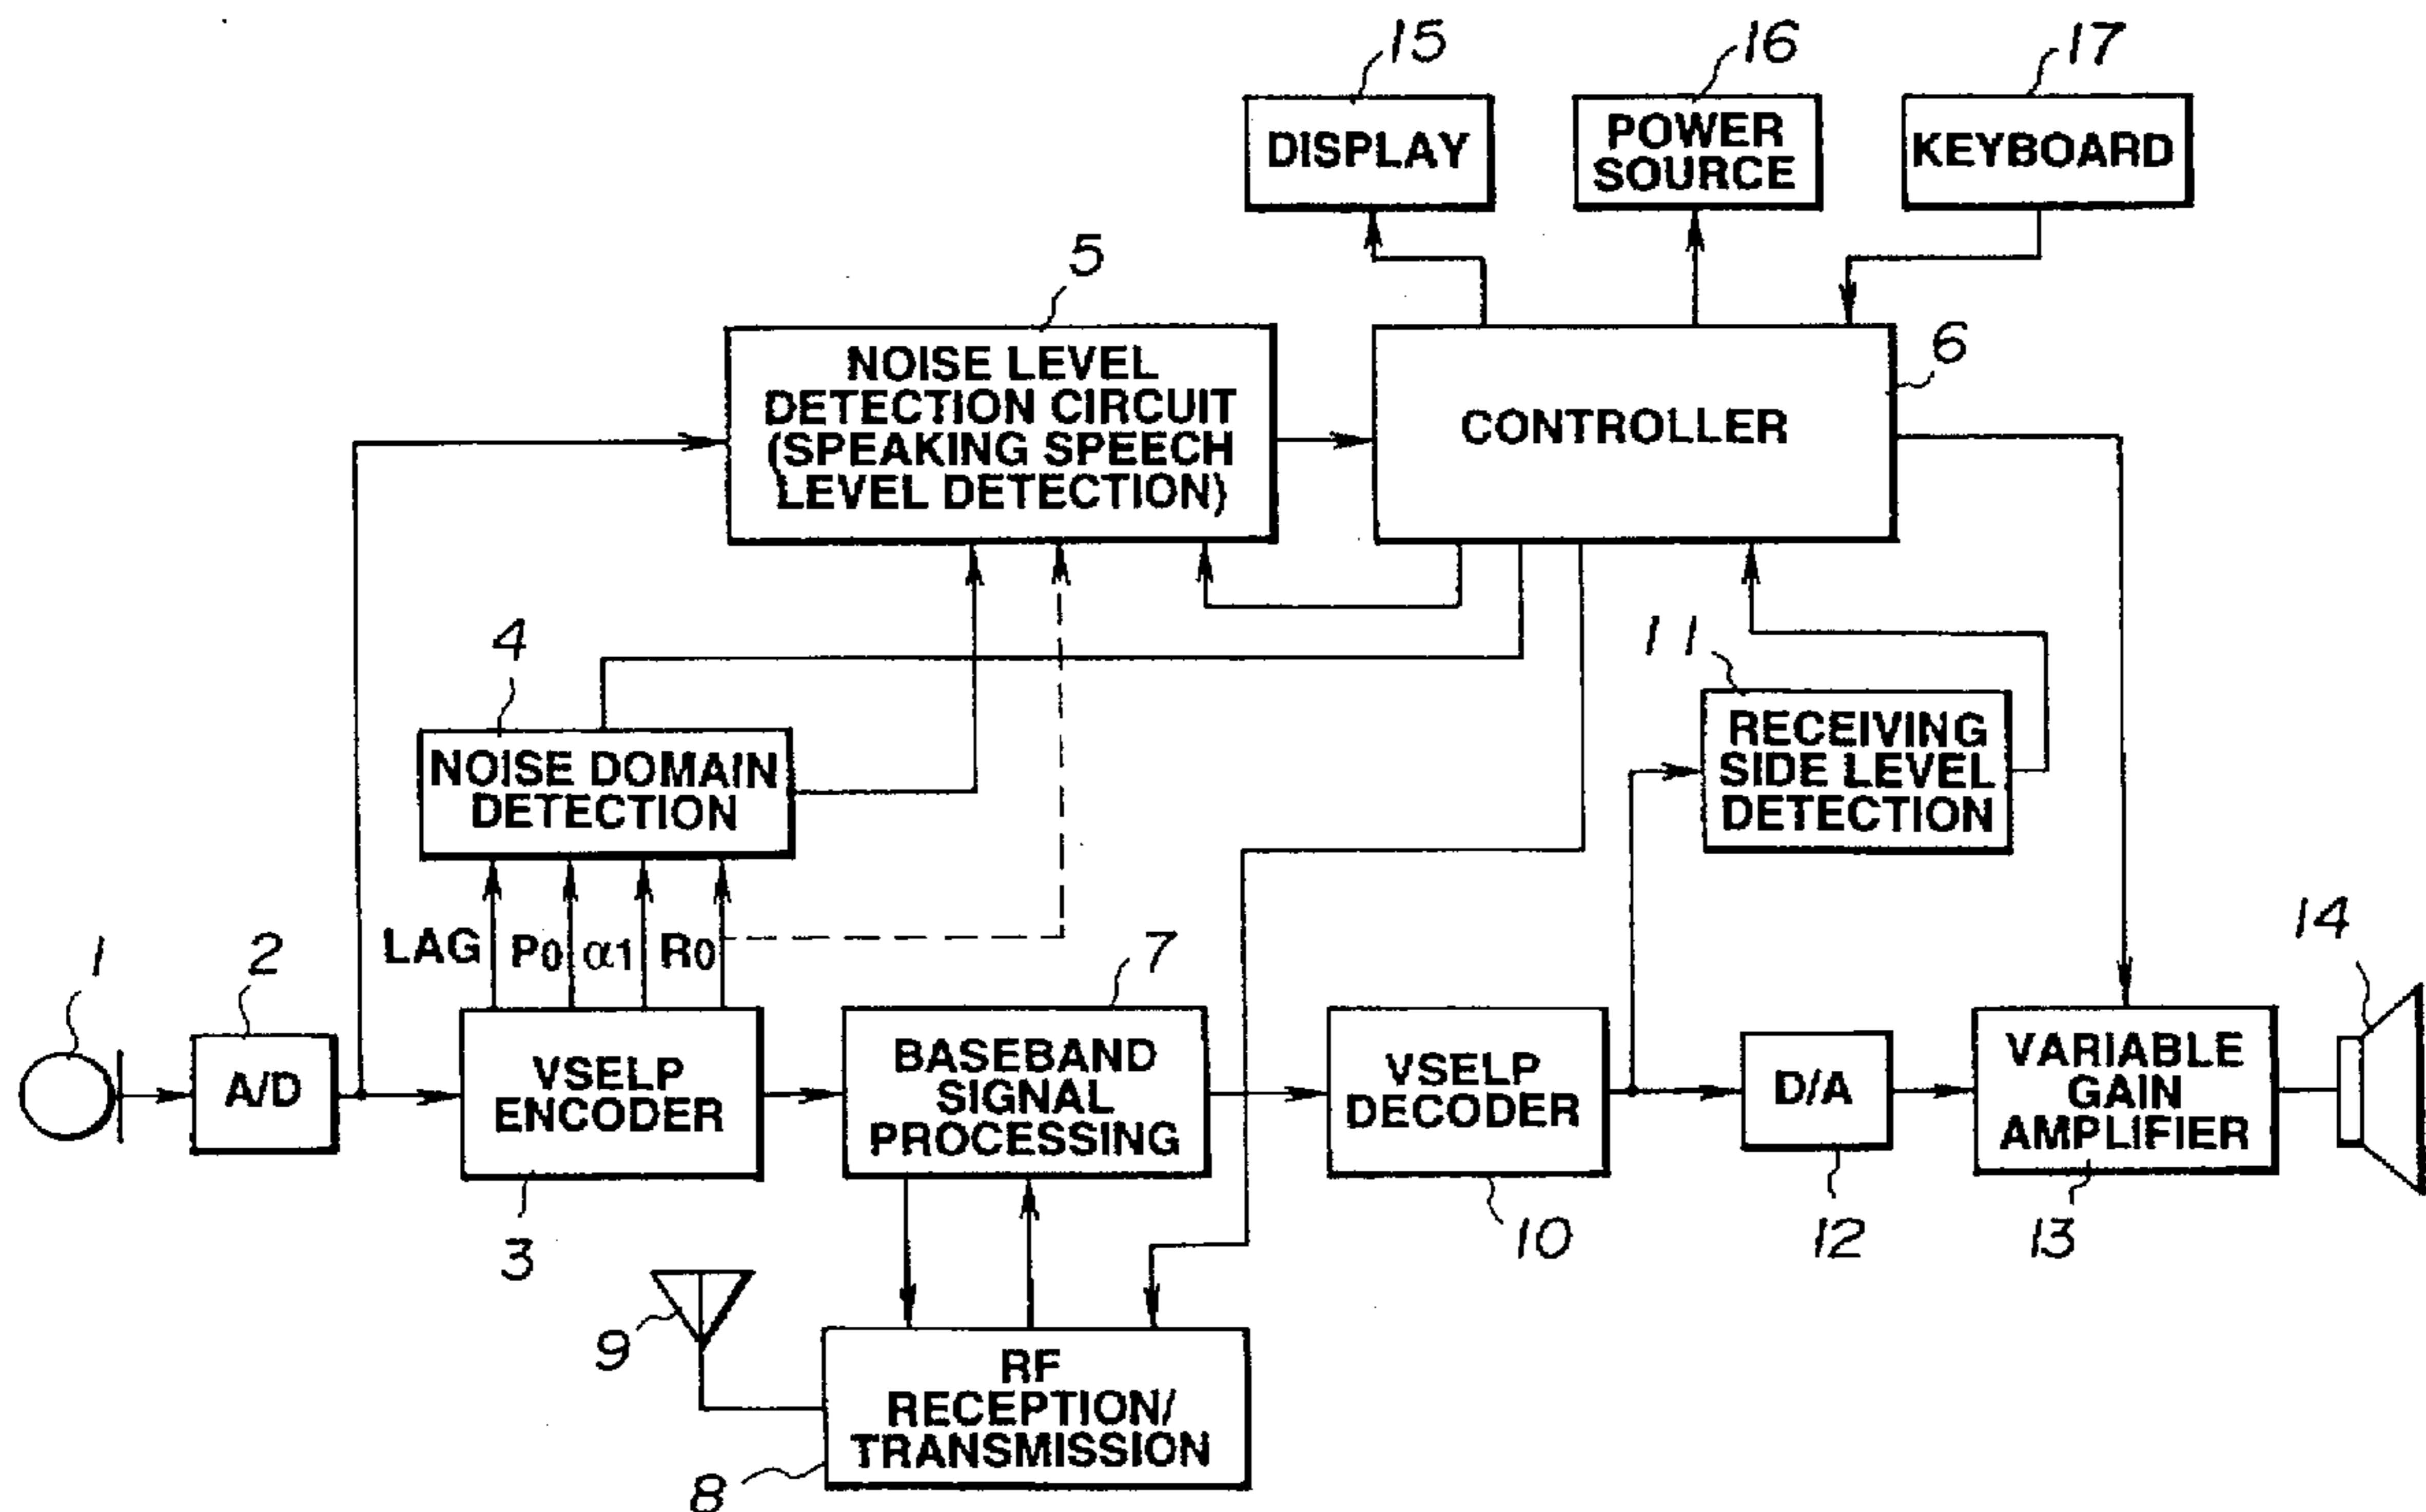 15
16
17
DISPLAY
POWER
SOURCE
KEYBOARD
5
NOISE LEVEL
DETECTION CIRCUIT
(SPEAKING SPEECH
LEVEL DETECTION)
CONTROLLER
6
4
NOISE DOMAIN
DETECTION
11
RECEIVING
SIDE LEVEL
DETECTION
LAG P0 α1 R0
1
2
A/D
VSELP
ENCODER
3
7
BASEBAND
SIGNAL
PROCESSING
VSELP
DECODER
10
D/A
12
VARIABLE
GAIN
AMPLIFIER
13
14
9
RF
RECEPTION/
TRANSMISSION
8